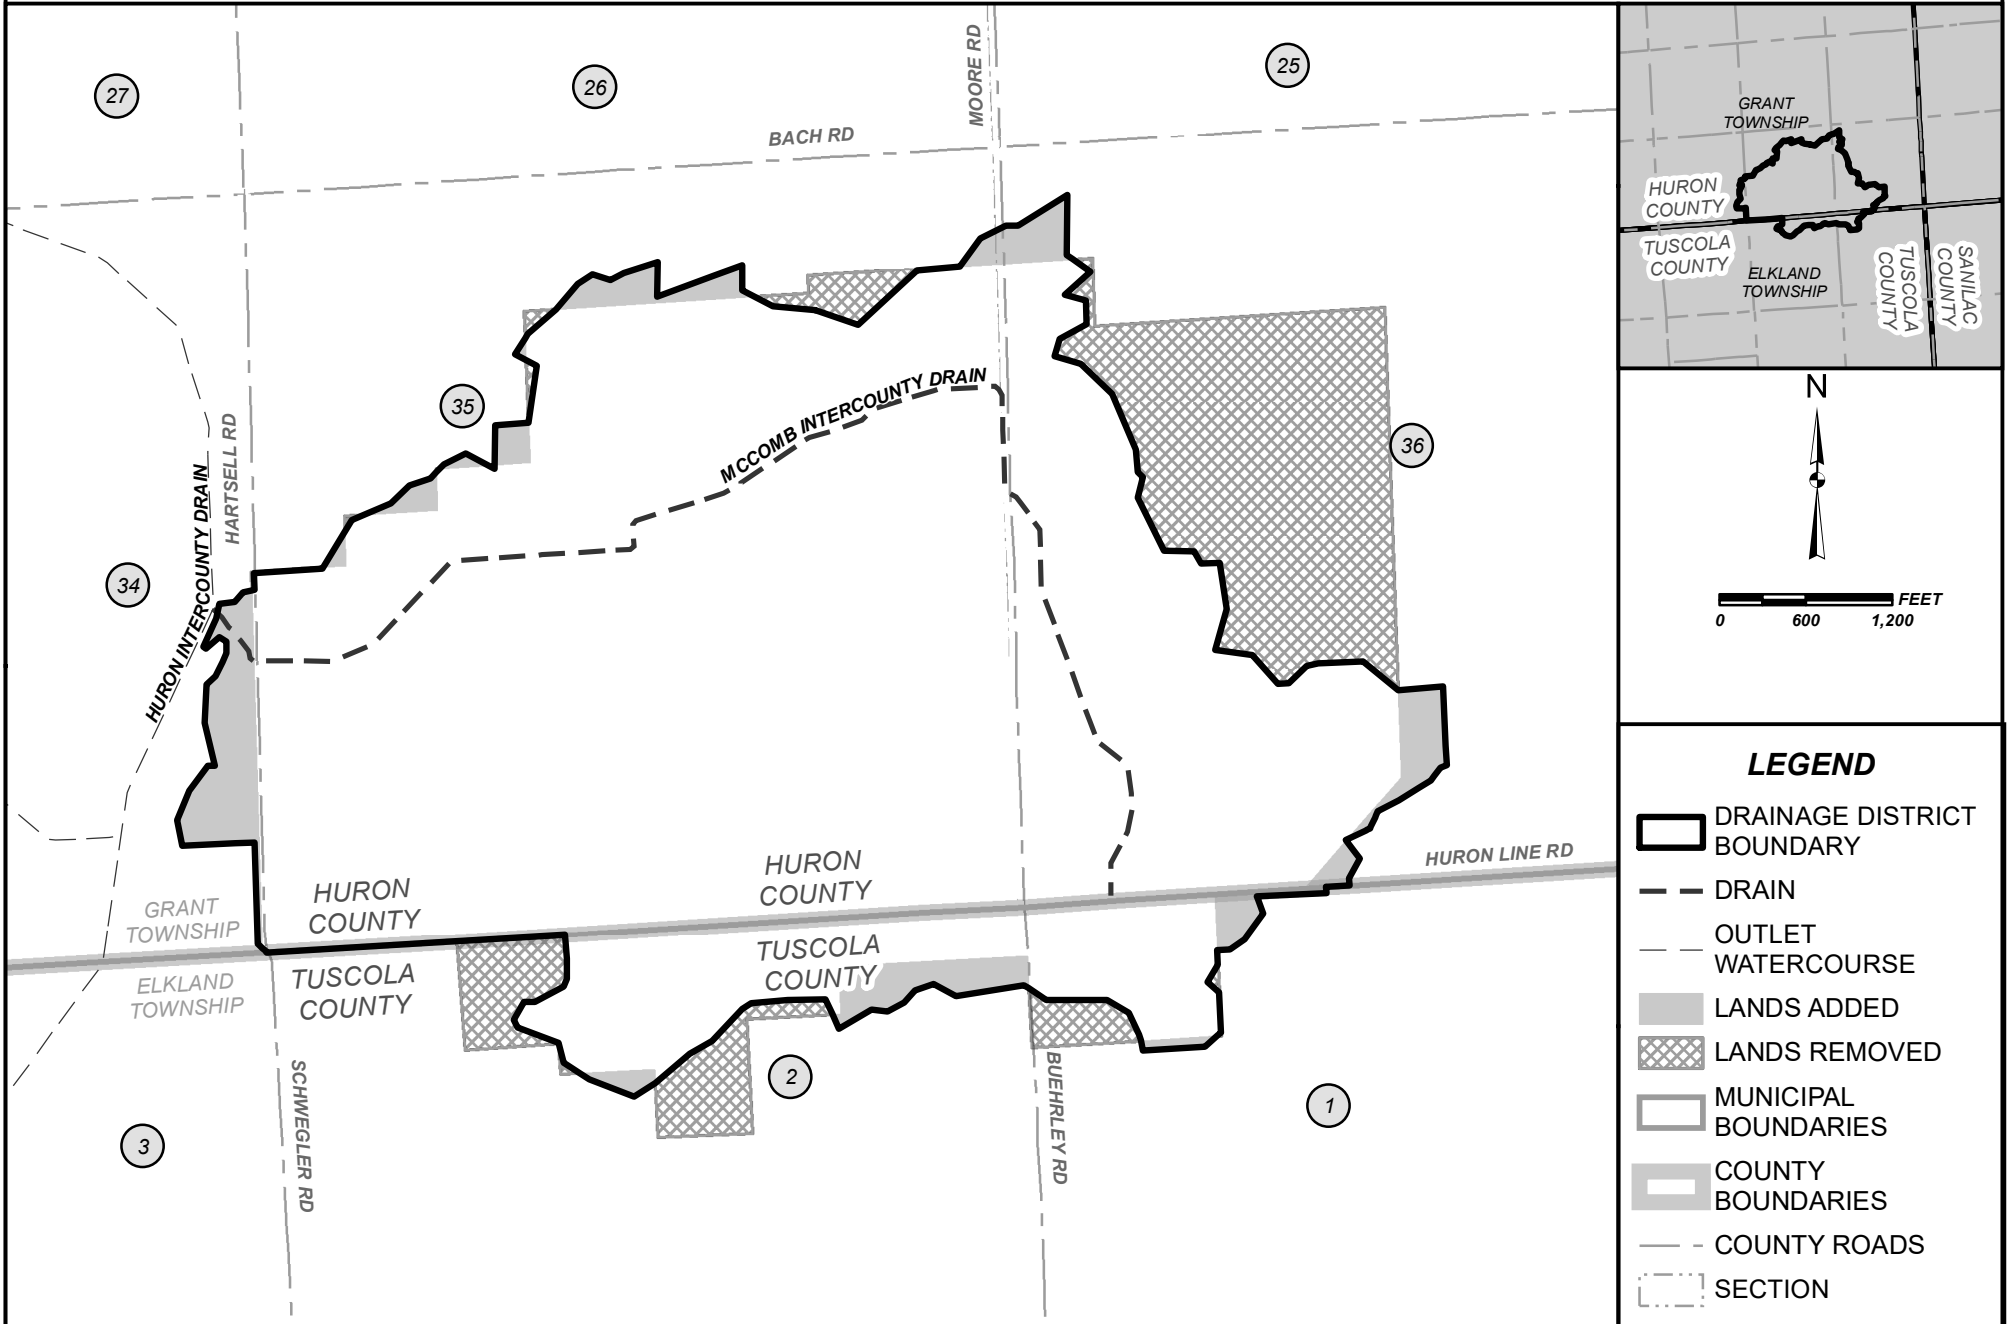 27
26
25
MOORE RD
BACH RD
35
HARTSELL RD
MCCOMB INTERCOUNTY DRAIN
36
34
HURON INTERCOUNTY DRAIN
HURON
COUNTY
HURON
COUNTY
HURON LINE RD
GRANT
TOWNSHIP
ELKLAND
TOWNSHIP
TUSCOLA
COUNTY
TUSCOLA
COUNTY
SCHWEGLER RD
BUEHRLEY RD
2
1
3
GRANT
TOWNSHIP
HURON
COUNTY
TUSCOLA
COUNTY
ELKLAND
TOWNSHIP
TUSCOLA
COUNTY
SANILAC
COUNTY
N
FEET
0 600 1,200
LEGEND
DRAINAGE DISTRICT
BOUNDARY
DRAIN
OUTLET
WATERCOURSE
LANDS ADDED
LANDS REMOVED
MUNICIPAL
BOUNDARIES
COUNTY
BOUNDARIES
COUNTY ROADS
SECTION